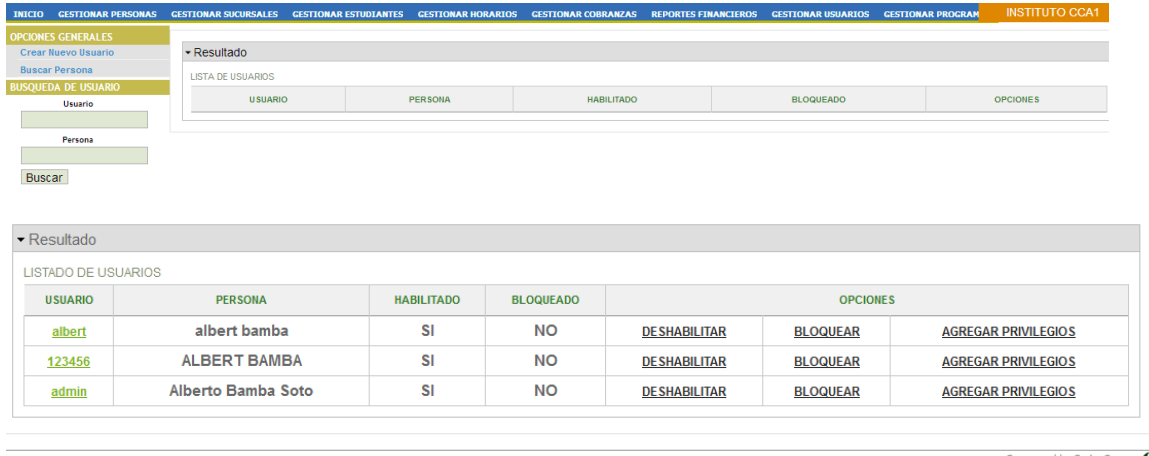 INICIO GESTIONAR PERSONAS GESTIONAR SUCURSALES GESTIONAR ESTUDIANTES GESTIONAR HORARIOS GESTIONAR COBRANZAS REPORTES FINANCIEROS GESTIONAR USUARIOS GESTIONAR PROGRAM INSTITUTO CCA1
OPCIONES GENERALES
Crear Nuevo Usuario
Buscar Persona
BUSQUEDA DE USUARIO
Usuario
Persona
Buscar
Resultado
LISTA DE USUARIOS
USUARIO PERSONA HABILITADO BLOQUEADO OPCIONES
Resultado
LISTADO DE USUARIOS
USUARIO PERSONA HABILITADO BLOQUEADO OPCIONES
albert albert bamba SI NO DESHABILITAR BLOQUEAR AGREGAR PRIVILEGIOS
123456 ALBERT BAMBA SI NO DESHABILITAR BLOQUEAR AGREGAR PRIVILEGIOS
admin Alberto Bamba Soto SI NO DESHABILITAR BLOQUEAR AGREGAR PRIVILEGIOS